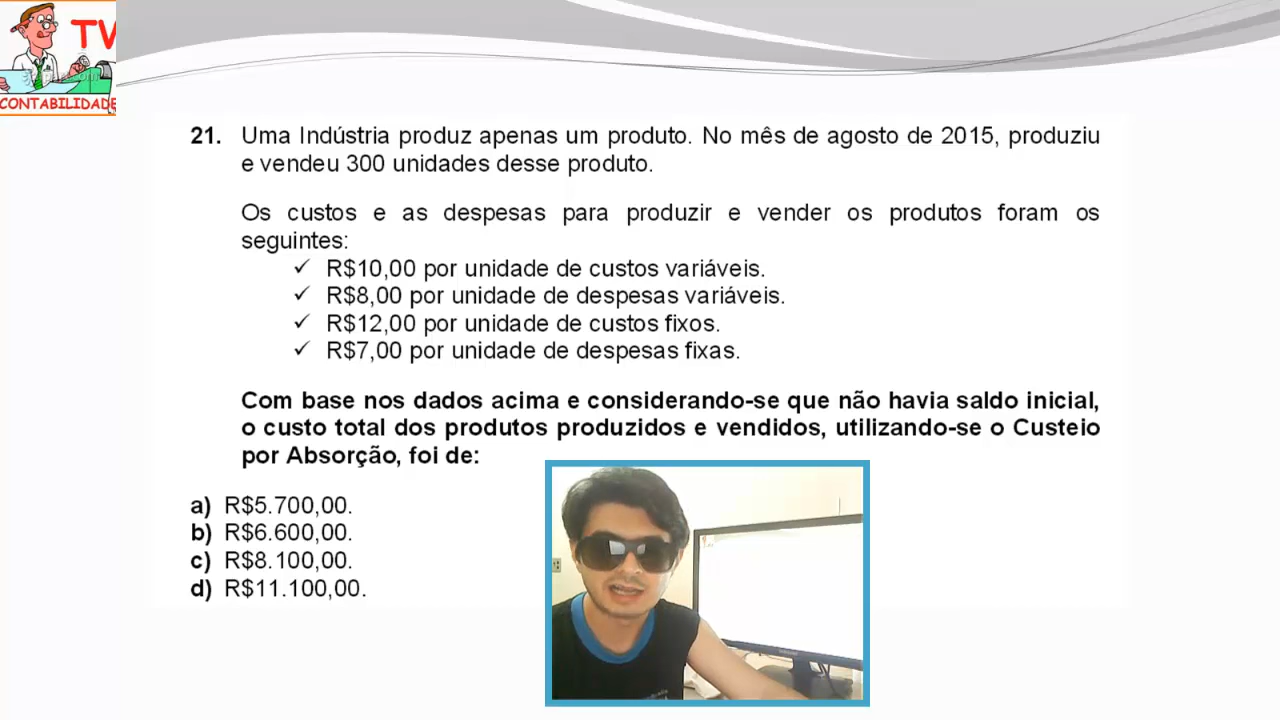 TV
CONTABILIDADE
21. Uma Indústria produz apenas um produto. No mês de agosto de 2015, produziu
e vendeu 300 unidades desse produto.
Os custos e as despesas para produzir e vender os produtos foram os
seguintes:
✓ R$10,00 por unidade de custos variáveis.
✓ R$8,00 por unidade de despesas variáveis.
✓ R$12,00 por unidade de custos fixos.
✓ R$7,00 por unidade de despesas fixas.
Com base nos dados acima e considerando-se que não havia saldo inicial,
o custo total dos produtos produzidos e vendidos, utilizando-se o Custeio
por Absorção, foi de:
a) R$5.700,00.
b) R$6.600,00.
c) R$8.100,00.
d) R$11.100,00.